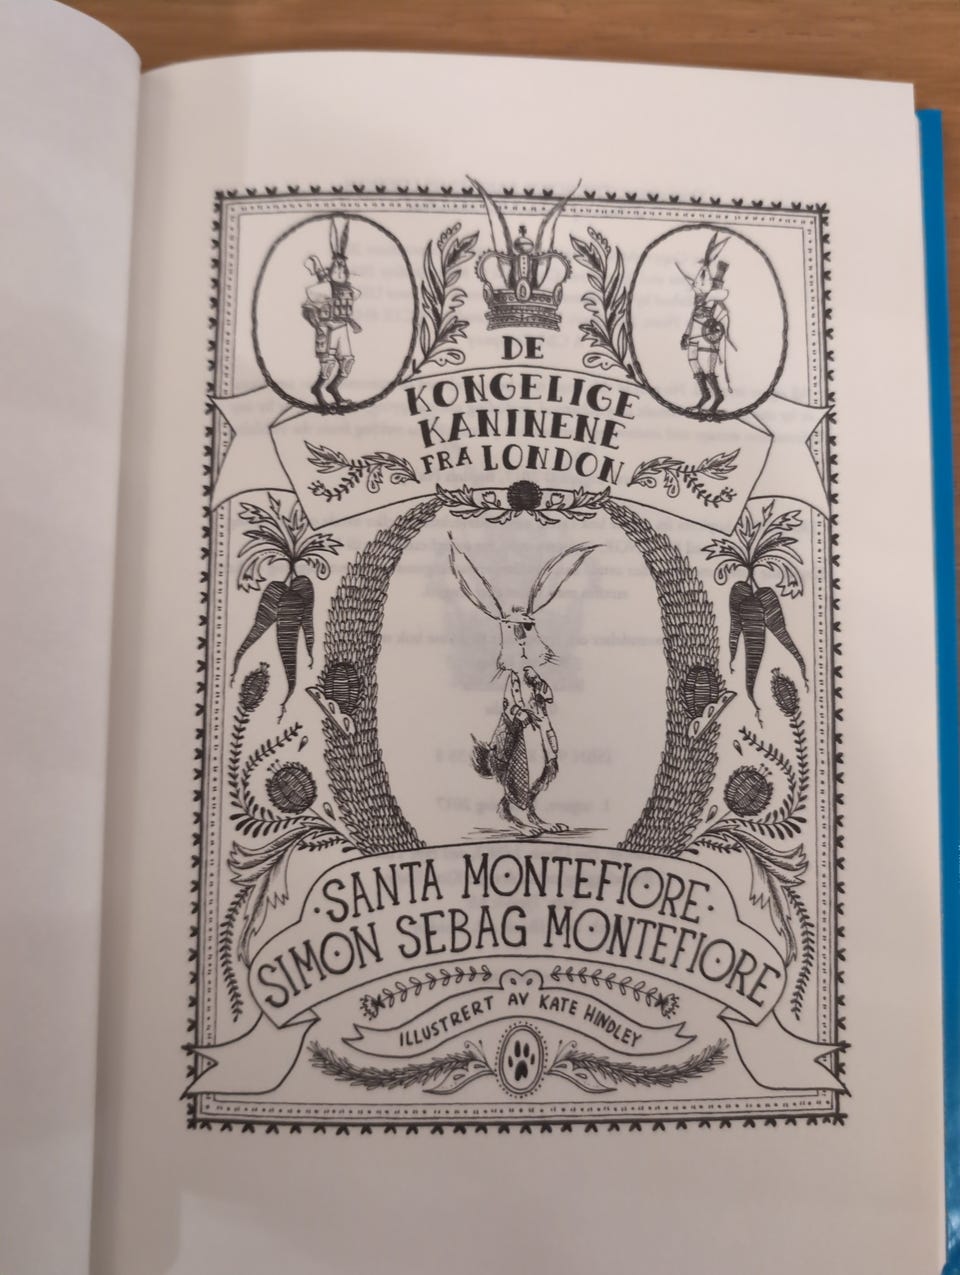 DE
KONGELIGE
KANINENE
FRA LONDON
·SANTA MONTEFIORE·
SIMON SEBAG MONTEFIORE
ILLUSTRERT AV KATE HINDLEY